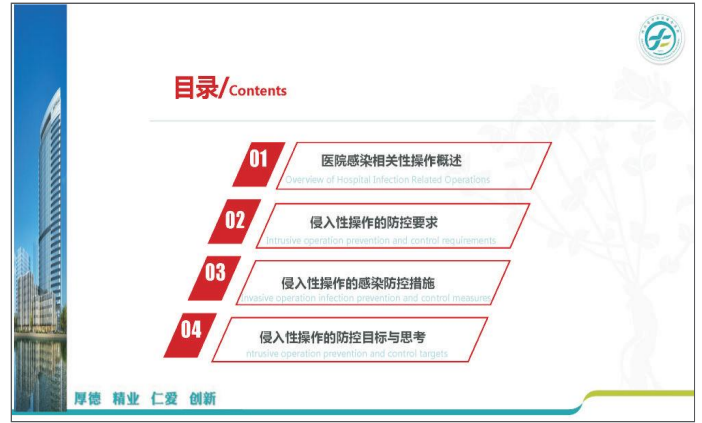 目录/Contents
01
医院感染相关性操作概述
Overview of Hospital Infection Related Operations
02
侵入性操作的防控要求
Intrusive operation prevention and control requirements
03
侵入性操作的感染防控措施
Invasive operation infection prevention and control measures
04
侵入性操作的防控目标与思考
ntrusive operation prevention and control targets
厚德 精业 仁爱 创新